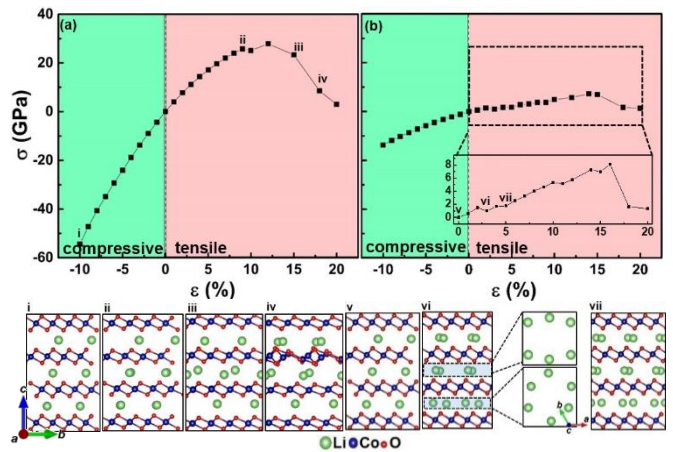 (a)
(b)
40
20
0
-20
-40
-60
σ (GPa)
i
ii
iii
iv
compressive
tensile
compressive
tensile
8
6
4
2
0
v
vi
vii
0
5
10
15
20
-10
-5
0
5
10
15
20
-10
-5
0
5
10
15
20
ε (%)
ε (%)
i
ii
iii
iv
v
vi
vii
c
a
b
b
c
a
Li Co O